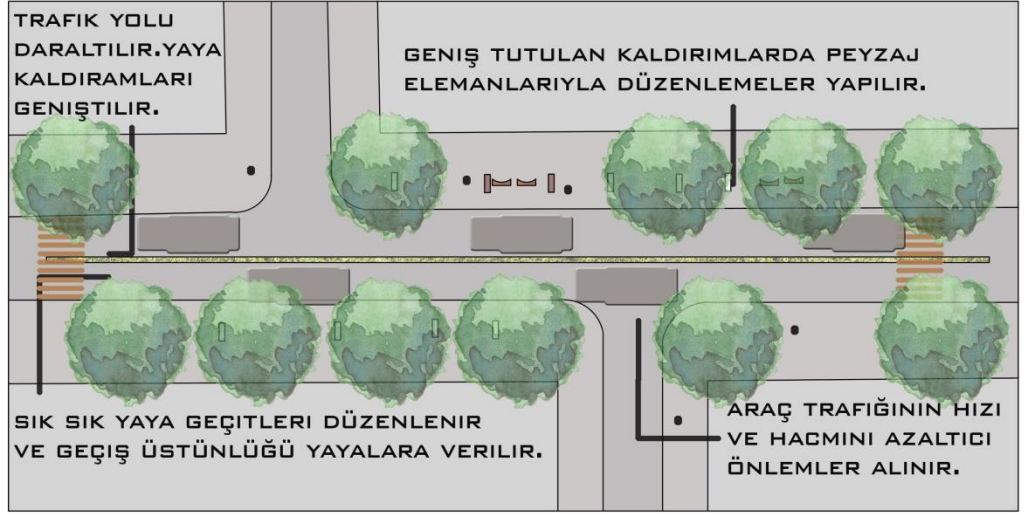 TRAFIK YOLU
DARALTILIR.YAYA
KALDIRAMLARI
GENIŞTILIR.
GENIŞ TUTULAN KALDIRIMLARDA PEYZAJ
ELEMANLARIYLA DÜZENLEMELER YAPILIR.
SIK SIK YAYA GEÇITLERI DÜZENLENIR
VE GEÇIŞ ÜSTÜNLÜĞÜ YAYALARA VERILIR.
ARAÇ TRAFIĞININ HIZI
VE HACMINI AZALTICI
ÖNLEMLER ALINIR.